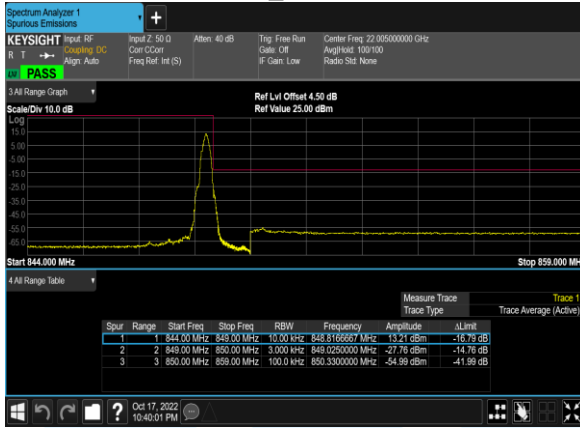 Spectrum Analyzer 1
Spurious Emissions
KEYSIGHT Input: RF Input Z: 50 Ω Atten: 40 dB Trig: Free Run Center Freq: 22.005000000 GHz
R T Coupling: DC Corr CCorr Gate: Off Avg|Hold: 100/100
Align: Auto Freq Ref: Int (S) IF Gain: Low Radio Std: None
PASS
3 All Range Graph
Ref Lvl Offset 4.50 dB
Scale/Div 10.0 dB Ref Value 25.00 dBm
Log
15.0
5.00
-5.00
-15.0
-25.0
-35.0
-45.0
-55.0
-65.0
Start 844.000 MHz Stop 859.000 MH
4 All Range Table
Measure Trace Trace 1
Trace Type Trace Average (Active)
Spur Range Start Freq Stop Freq RBW Frequency Amplitude ΔLimit
1 1 844.00 MHz 849.00 MHz 10.00 kHz 848.8166667 MHz 13.21 dBm -16.79 dB
2 2 849.00 MHz 850.00 MHz 3.000 kHz 849.0250000 MHz -27.76 dBm -14.76 dB
3 3 850.00 MHz 859.00 MHz 100.0 kHz 850.3300000 MHz -54.99 dBm -41.99 dB
? Oct 17, 2022
10:40:01 PM